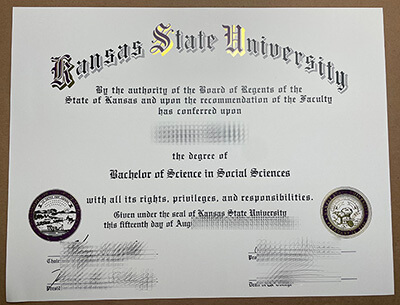 Kansas State University
By the authority of the Board of Regents of the
State of Kansas and upon the recommendation of the Faculty
has conferred upon
the degree of
Bachelor of Science in Social Sciences
with all its rights, privileges, and responsibilities.
Given under the seal of Kansas State University
this fifteenth day of